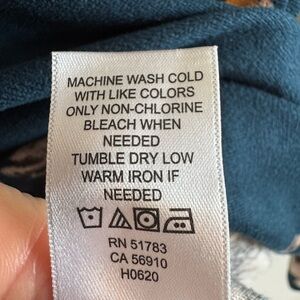 MACHINE WASH COLD
WITH LIKE COLORS
ONLY NON-CHLORINE
BLEACH WHEN
NEEDED
TUMBLE DRY LOW
WARM IRON IF
NEEDED
RN 51783
CA 56910
H0620